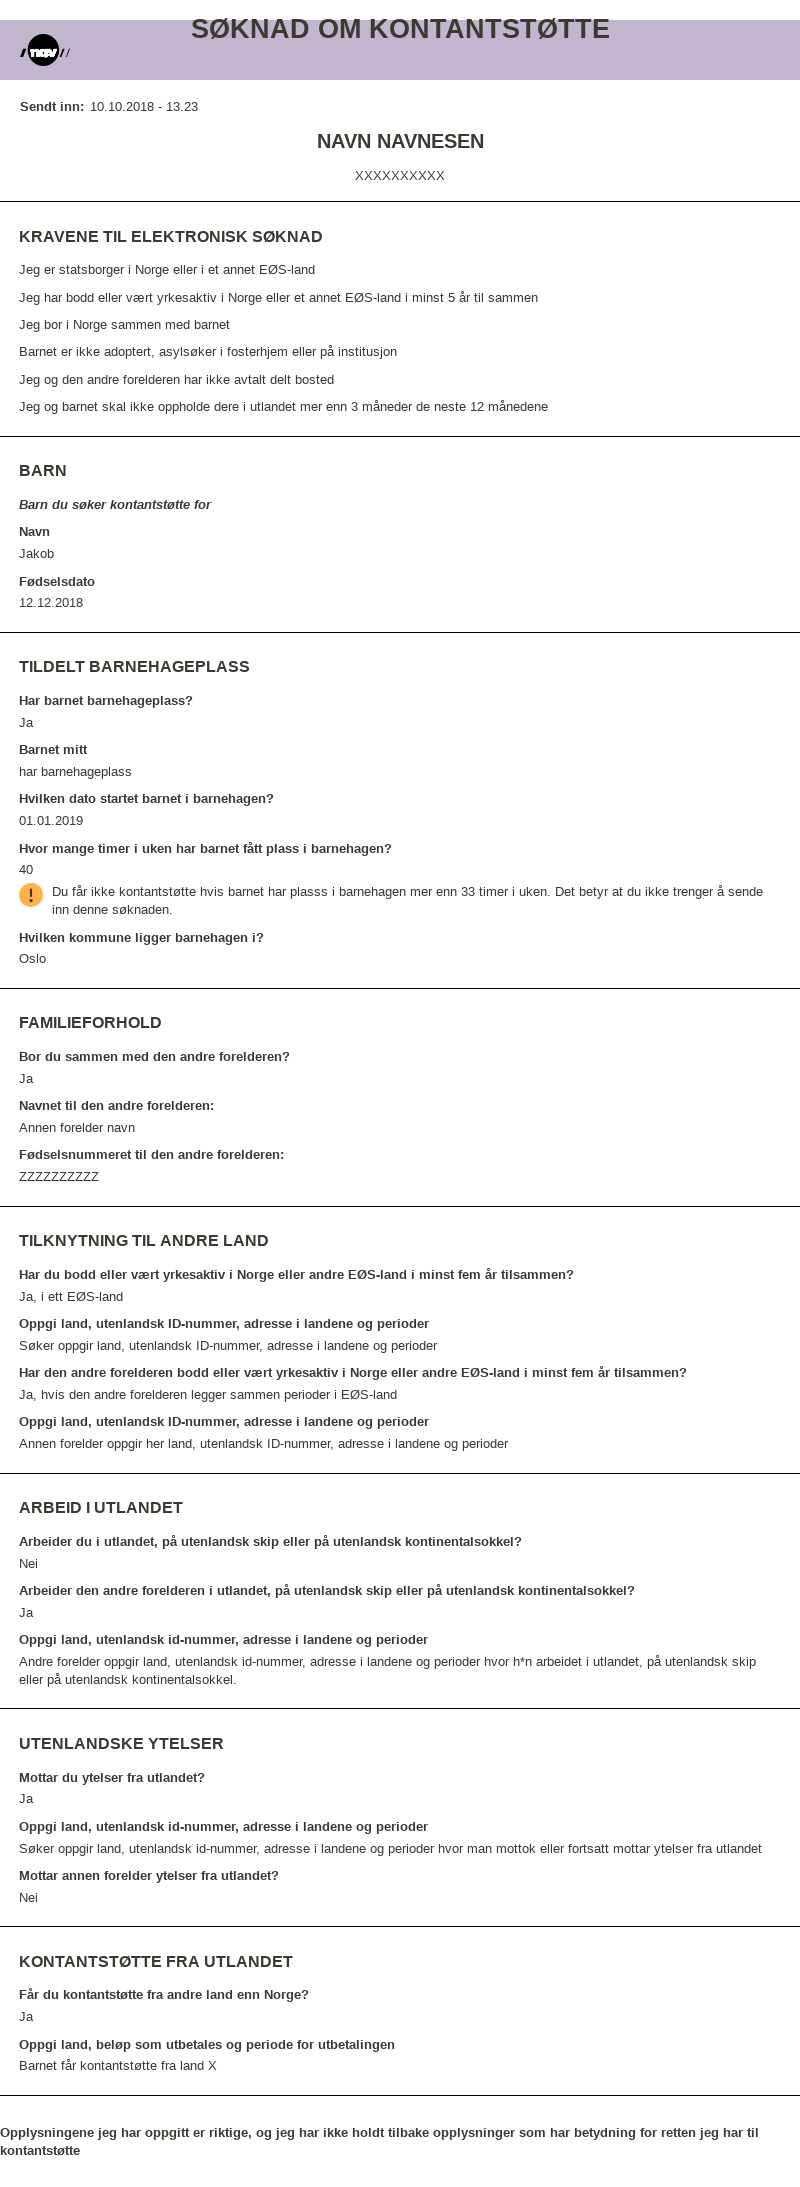 SØKNAD OM KONTANTSTØTTE
nav
Sendt inn: 10.10.2018 - 13.23
NAVN NAVNESEN
XXXXXXXXXX
KRAVENE TIL ELEKTRONISK SØKNAD
Jeg er statsborger i Norge eller i et annet EØS-land
Jeg har bodd eller vært yrkesaktiv i Norge eller et annet EØS-land i minst 5 år til sammen
Jeg bor i Norge sammen med barnet
Barnet er ikke adoptert, asylsøker i fosterhjem eller på institusjon
Jeg og den andre forelderen har ikke avtalt delt bosted
Jeg og barnet skal ikke oppholde dere i utlandet mer enn 3 måneder de neste 12 månedene
BARN
Barn du søker kontantstøtte for
Navn
Jakob
Fødselsdato
12.12.2018
TILDELT BARNEHAGEPLASS
Har barnet barnehageplass?
Ja
Barnet mitt
har barnehageplass
Hvilken dato startet barnet i barnehagen?
01.01.2019
Hvor mange timer i uken har barnet fått plass i barnehagen?
40
Du får ikke kontantstøtte hvis barnet har plasss i barnehagen mer enn 33 timer i uken. Det betyr at du ikke trenger å sende
inn denne søknaden.
Hvilken kommune ligger barnehagen i?
Oslo
FAMILIEFORHOLD
Bor du sammen med den andre forelderen?
Ja
Navnet til den andre forelderen:
Annen forelder navn
Fødselsnummeret til den andre forelderen:
ZZZZZZZZZZ
TILKNYTNING TIL ANDRE LAND
Har du bodd eller vært yrkesaktiv i Norge eller andre EØS-land i minst fem år tilsammen?
Ja, i ett EØS-land
Oppgi land, utenlandsk ID-nummer, adresse i landene og perioder
Søker oppgir land, utenlandsk ID-nummer, adresse i landene og perioder
Har den andre forelderen bodd eller vært yrkesaktiv i Norge eller andre EØS-land i minst fem år tilsammen?
Ja, hvis den andre forelderen legger sammen perioder i EØS-land
Oppgi land, utenlandsk ID-nummer, adresse i landene og perioder
Annen forelder oppgir her land, utenlandsk ID-nummer, adresse i landene og perioder
ARBEID I UTLANDET
Arbeider du i utlandet, på utenlandsk skip eller på utenlandsk kontinentalsokkel?
Nei
Arbeider den andre forelderen i utlandet, på utenlandsk skip eller på utenlandsk kontinentalsokkel?
Ja
Oppgi land, utenlandsk id-nummer, adresse i landene og perioder
Andre forelder oppgir land, utenlandsk id-nummer, adresse i landene og perioder hvor h*n arbeidet i utlandet, på utenlandsk skip
eller på utenlandsk kontinentalsokkel.
UTENLANDSKE YTELSER
Mottar du ytelser fra utlandet?
Ja
Oppgi land, utenlandsk id-nummer, adresse i landene og perioder
Søker oppgir land, utenlandsk id-nummer, adresse i landene og perioder hvor man mottok eller fortsatt mottar ytelser fra utlandet
Mottar annen forelder ytelser fra utlandet?
Nei
KONTANTSTØTTE FRA UTLANDET
Får du kontantstøtte fra andre land enn Norge?
Ja
Oppgi land, beløp som utbetales og periode for utbetalingen
Barnet får kontantstøtte fra land X
Opplysningene jeg har oppgitt er riktige, og jeg har ikke holdt tilbake opplysninger som har betydning for retten jeg har til
kontantstøtte